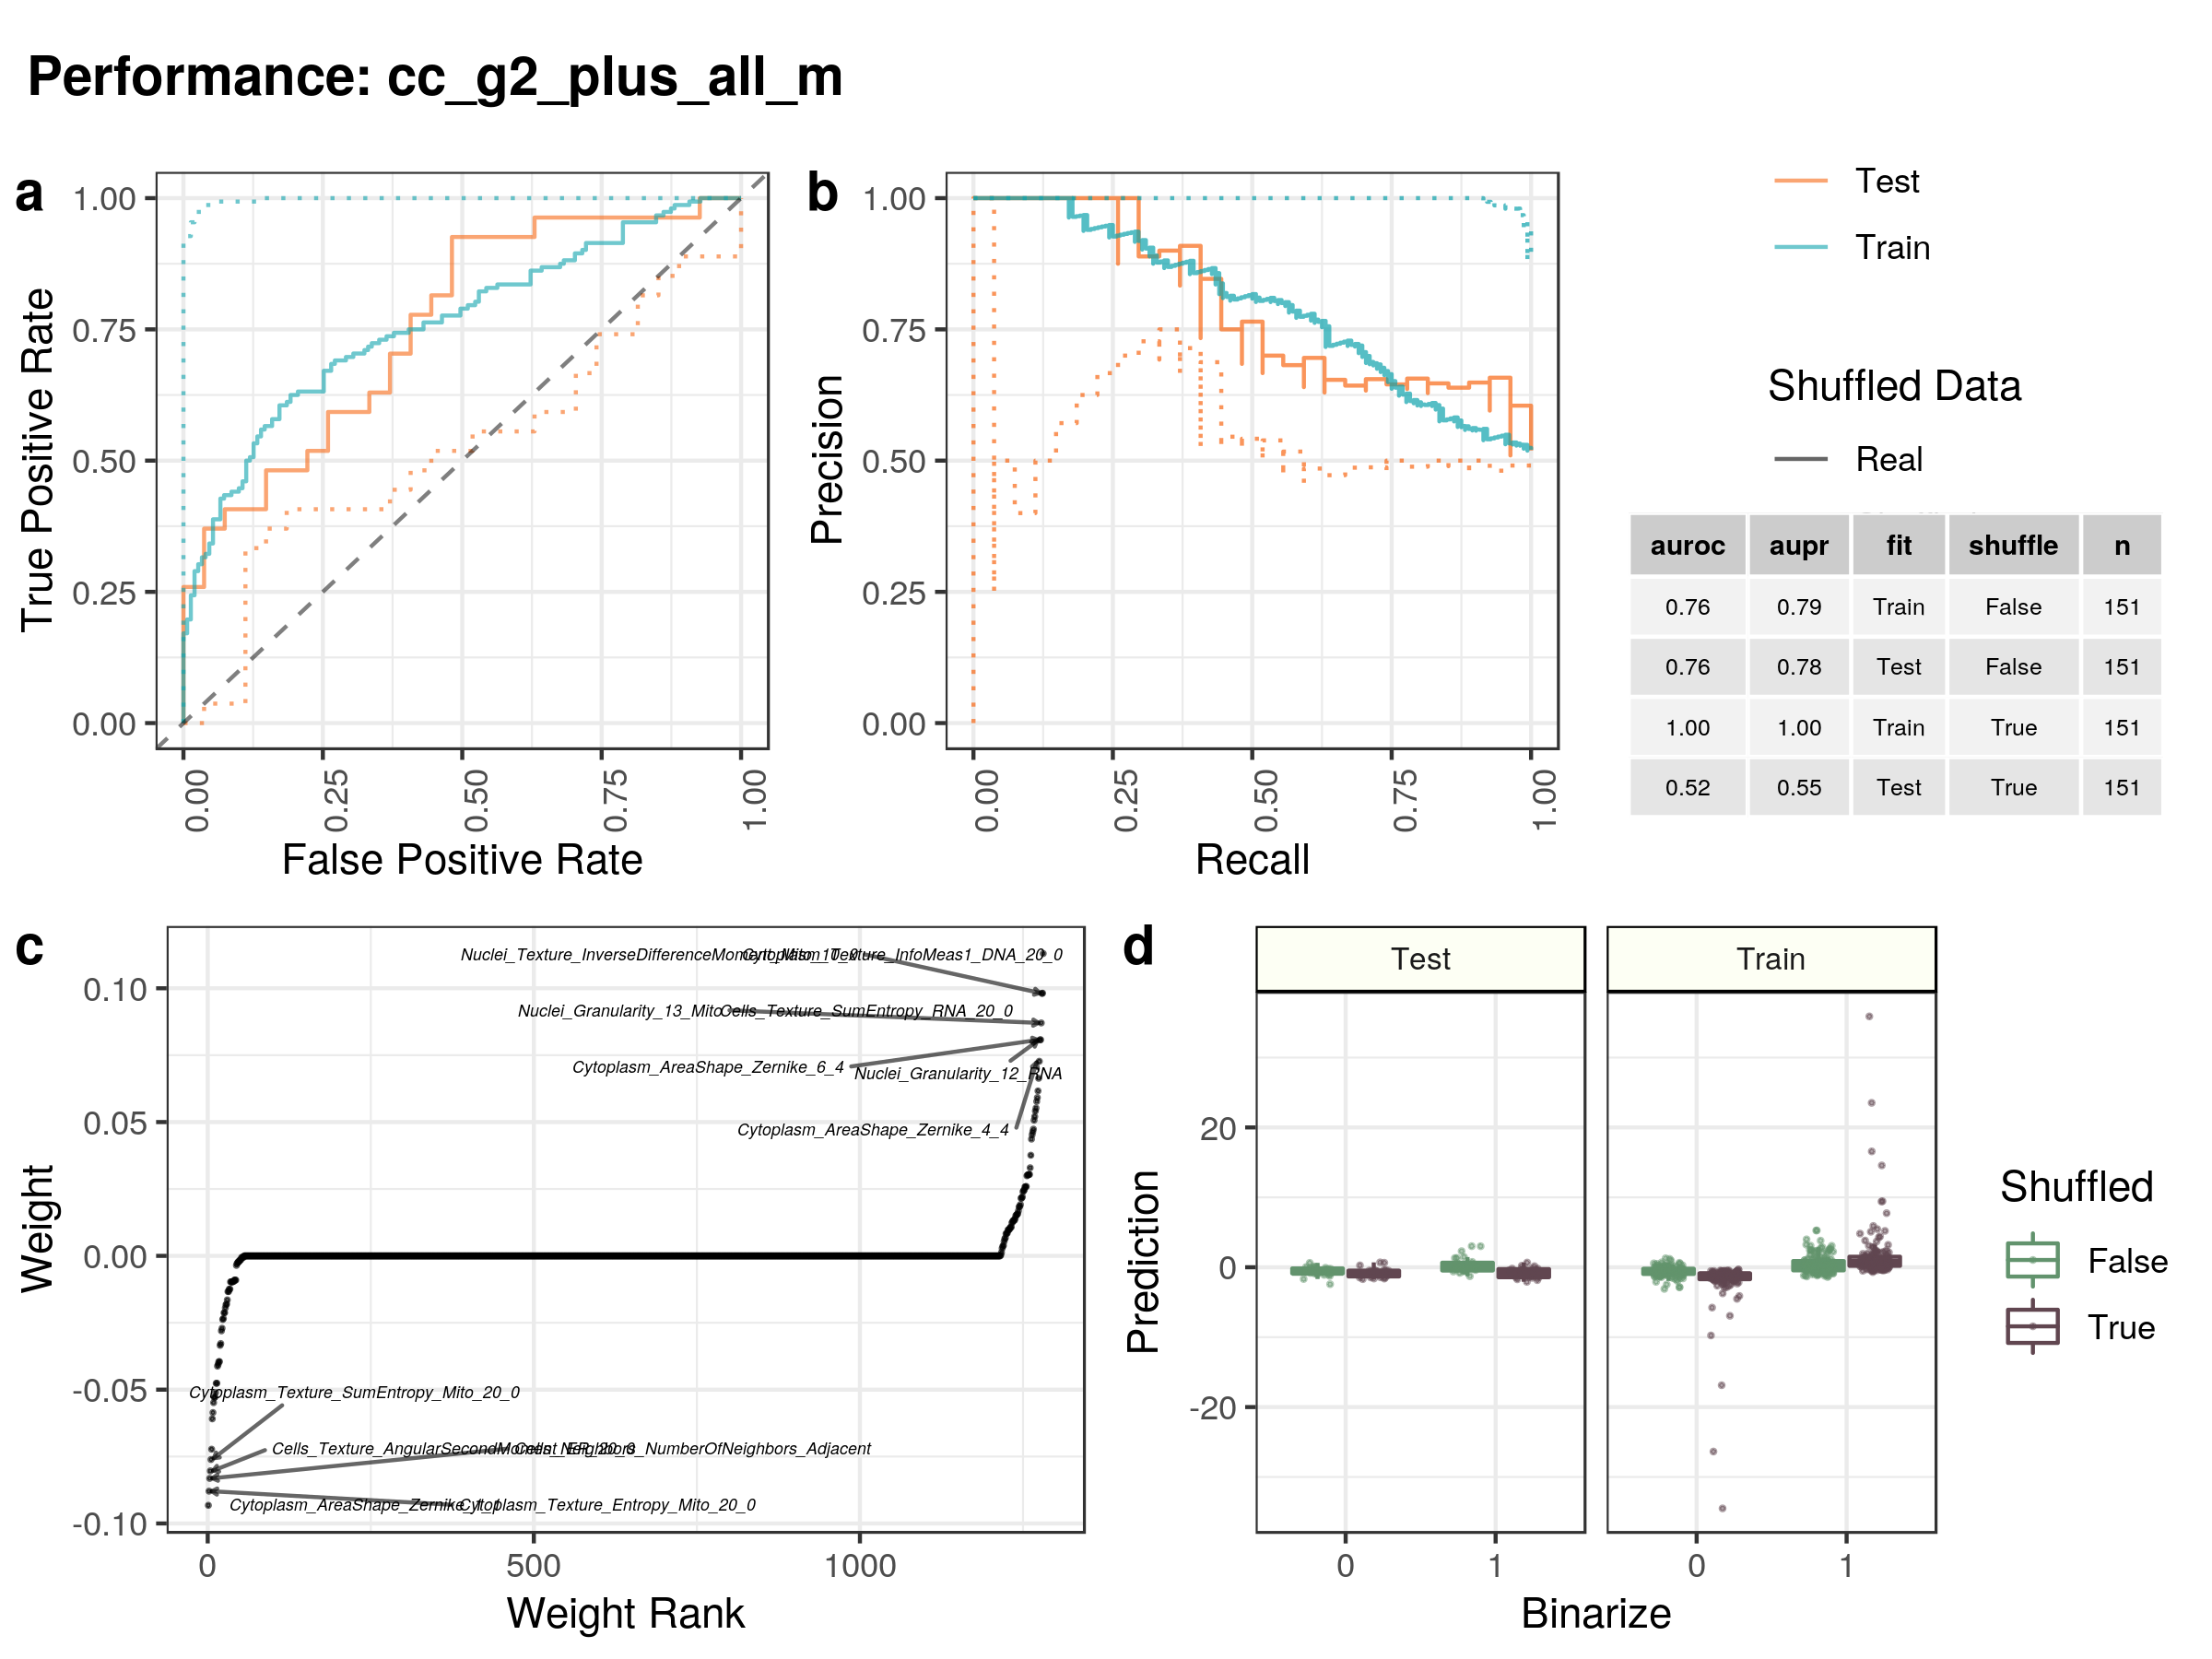 Performance: cc_g2_plus_all_m
a
1.00
0.75
0.50
0.25
0.00
True Positive Rate
0.00
0.25
0.50
0.75
1.00
False Positive Rate
b
1.00
0.75
0.50
0.25
0.00
Precision
0.00
0.25
0.50
0.75
1.00
Recall
Test
Train
Shuffled Data
Real
auroc aupr fit shuffle n
0.76 0.79 Train False 151
0.76 0.78 Test False 151
1.00 1.00 Train True 151
0.52 0.55 Test True 151
c
0.10
0.05
0.00
-0.05
-0.10
Weight
Nuclei_Texture_InverseDifferenceMoment_Mito_10_0
Cytoplasm_Texture_InfoMeas1_DNA_20_0
Nuclei_Granularity_13_Mito
Cells_Texture_SumEntropy_RNA_20_0
Cytoplasm_AreaShape_Zernike_6_4
Nuclei_Granularity_12_RNA
Cytoplasm_AreaShape_Zernike_4_4
Cytoplasm_Texture_SumEntropy_Mito_20_0
Cells_Texture_AngularSecondMoment_ER_20_0
Cells_Neighbors_NumberOfNeighbors_Adjacent
Cytoplasm_AreaShape_Zernike_1_1
Cytoplasm_Texture_Entropy_Mito_20_0
0
500
1000
Weight Rank
d
Test
Train
20
0
-20
Prediction
0
1
0
1
Binarize
Shuffled
False
True